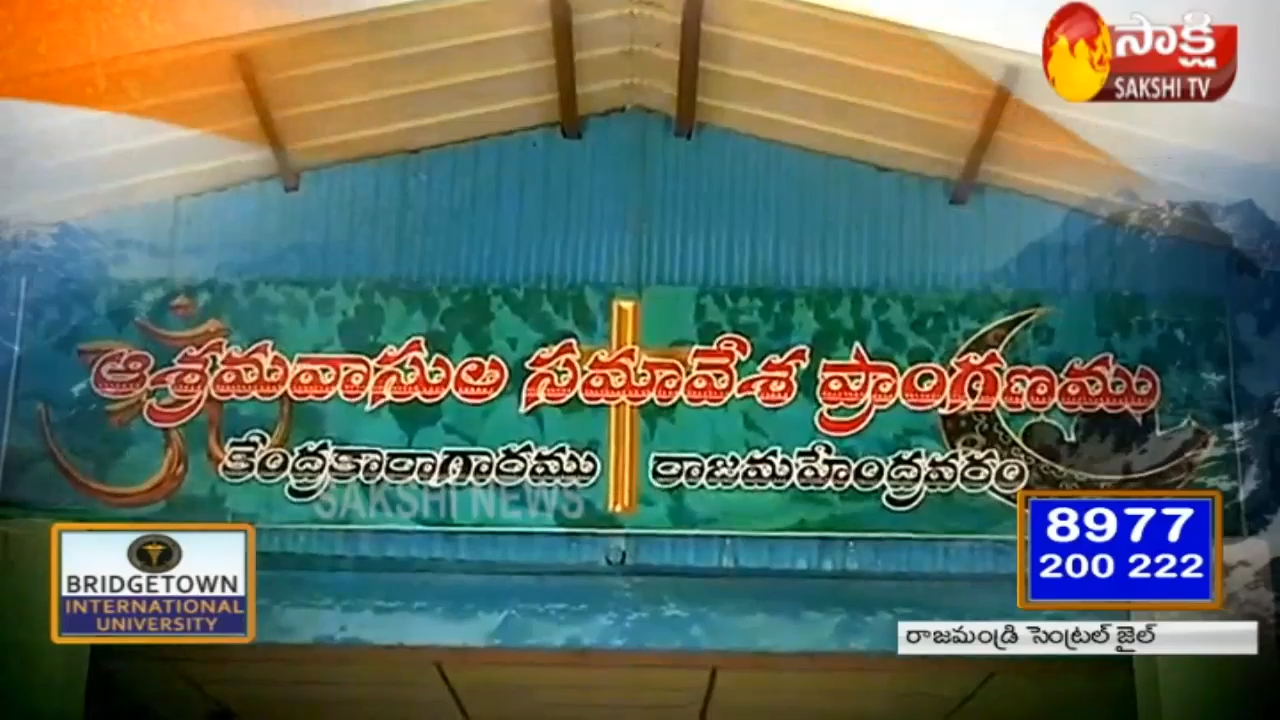 సాక్షి
SAKSHI TV
ఆశ్రమవాసుల సమావేశ ప్రాంగణము
కేంద్రకారాగారము రాజమహేంద్రవరం
SAKSHI NEWS
8977
200 222
BRIDGETOWN
INTERNATIONAL
UNIVERSITY
రాజమండ్రి సెంట్రల్ జైల్